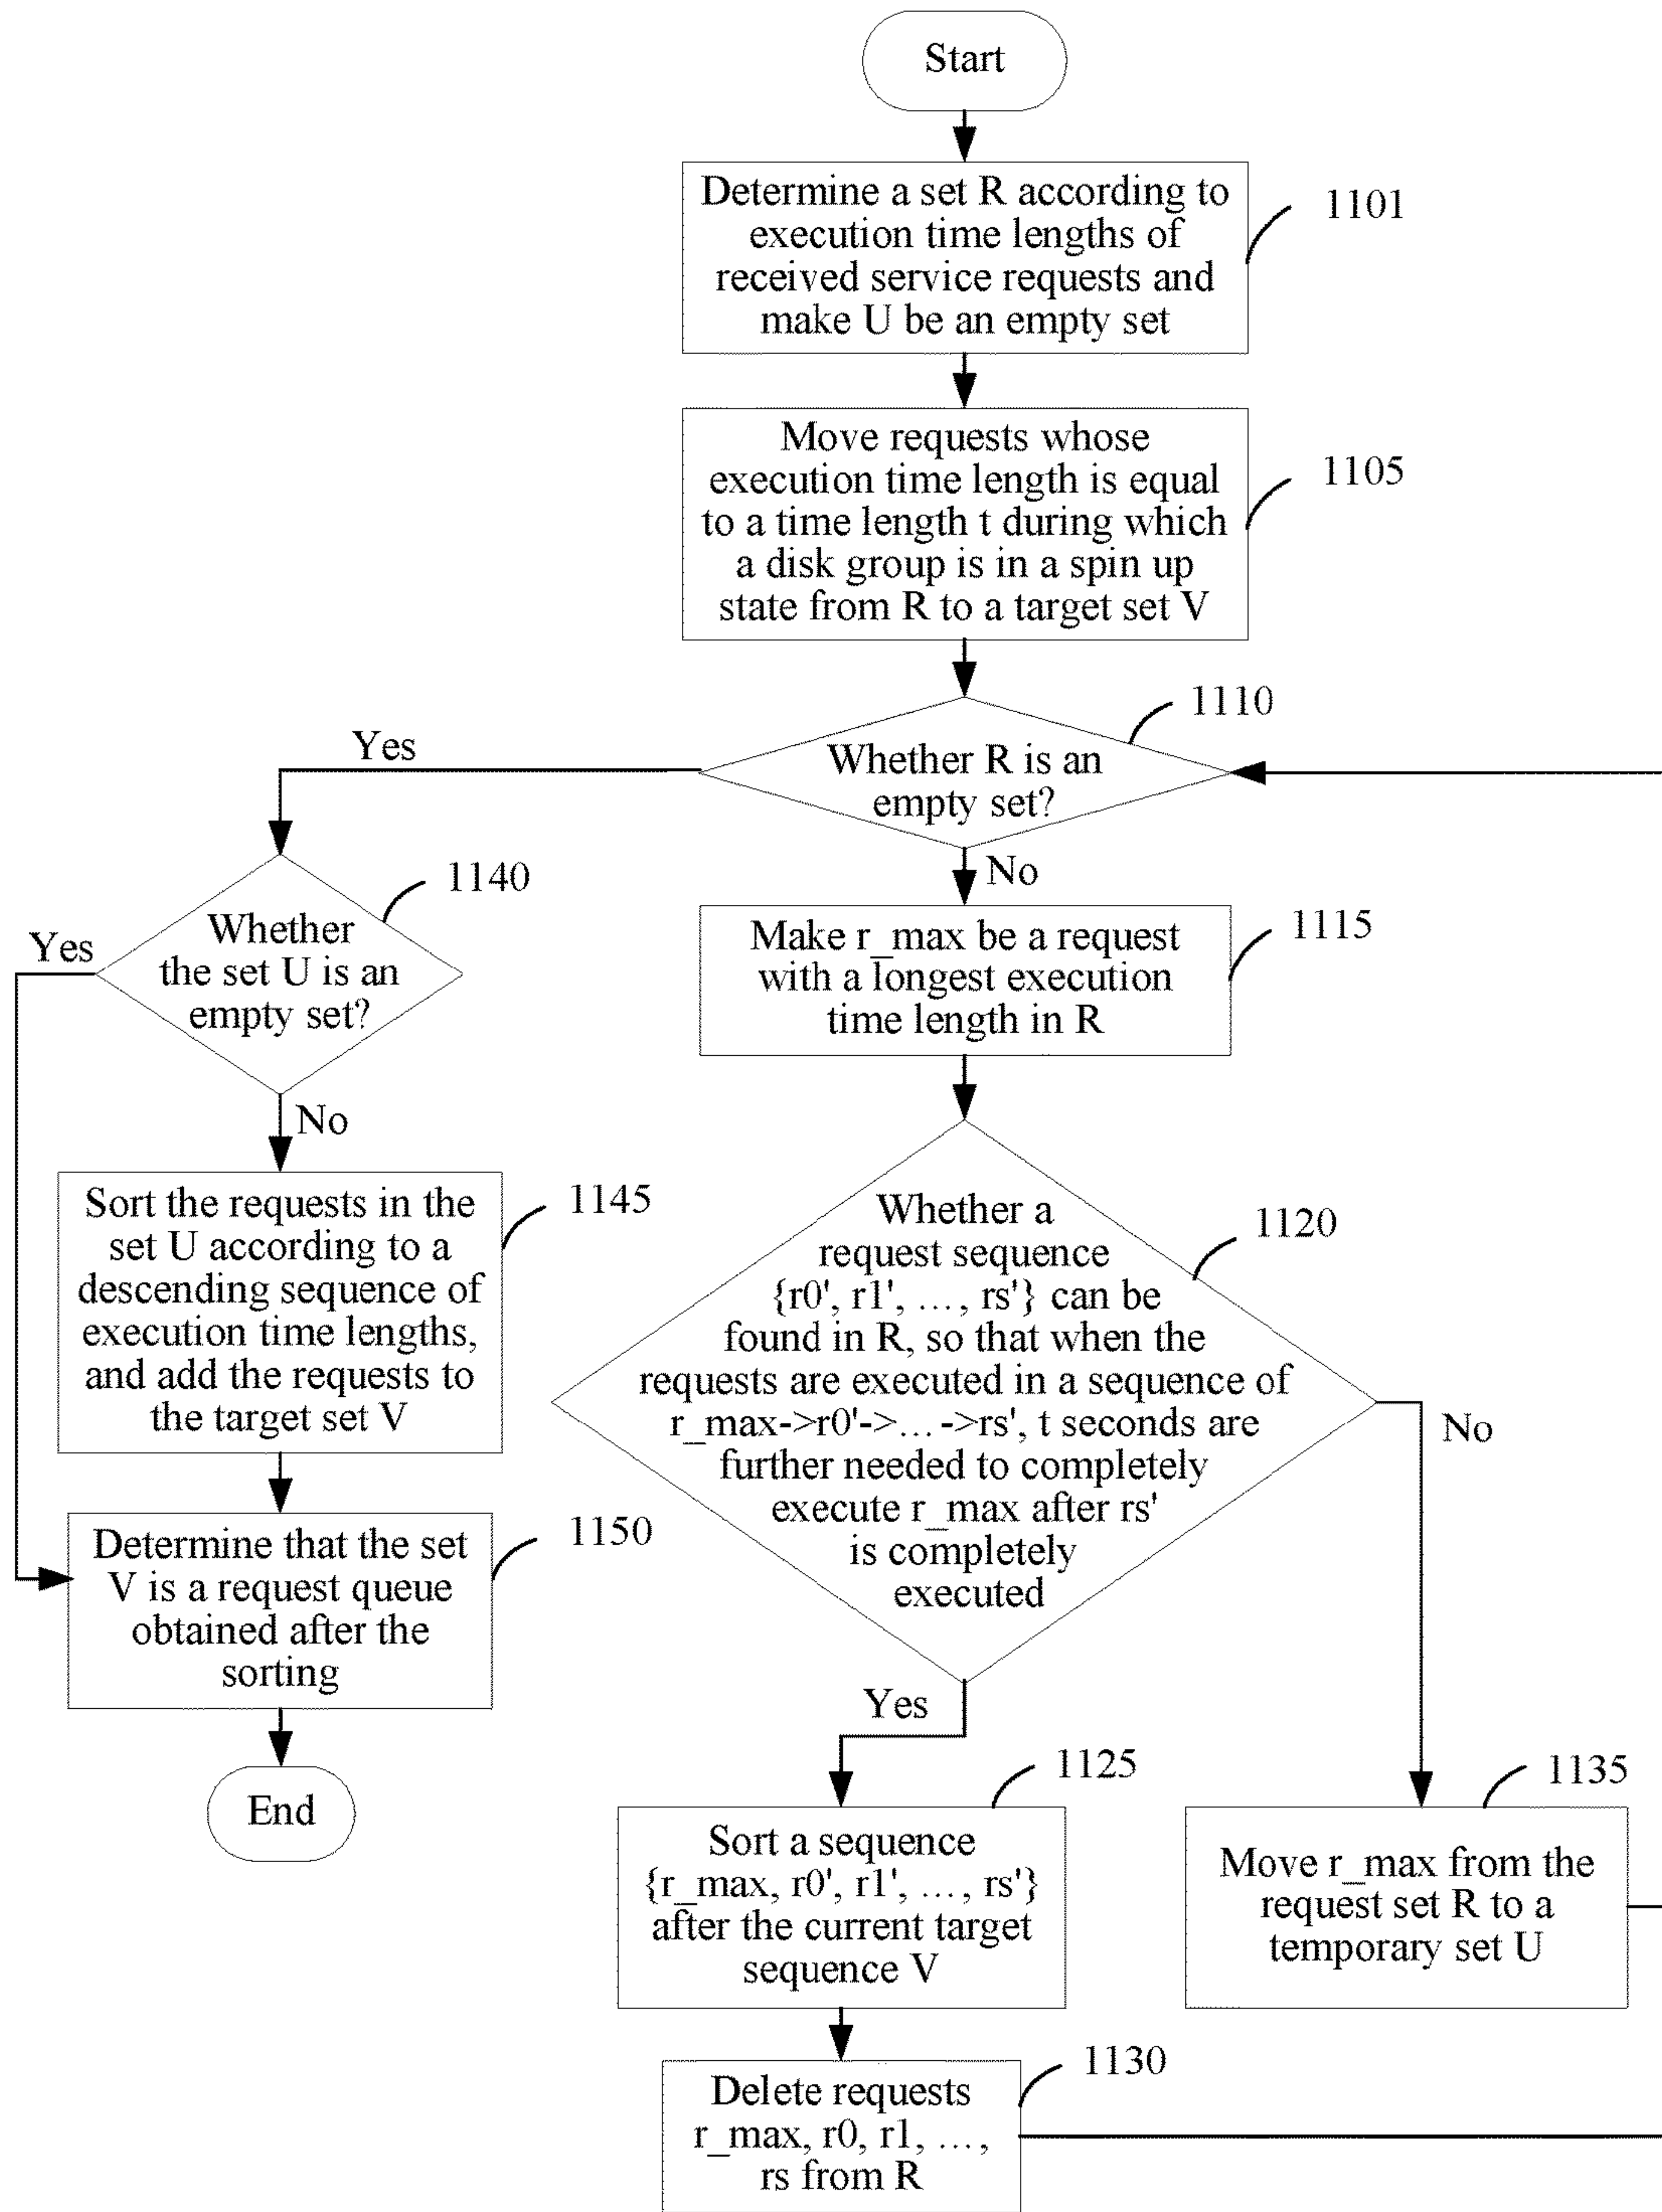 Start
Determine a set R according to
execution time lengths of
received service requests and
make U be an empty set
1101
Move requests whose
execution time length is equal
to a time length t during which
a disk group is in a spin up
state from R to a target set V
1105
1110
Whether R is an
empty set?
Yes
No
1140
Whether
the set U is an
empty set?
Yes
No
Make r_max be a request
with a longest execution
time length in R
1115
Sort the requests in the
set U according to a
descending sequence of
execution time lengths,
and add the requests to
the target set V
1145
Whether a
request sequence
{r0', r1', ..., rs'} can be
found in R, so that when the
requests are executed in a sequence of
r_max->r0'->...->rs', t seconds are
further needed to completely
execute r_max after rs'
is completely
executed
1120
No
Yes
Determine that the set
V is a request queue
obtained after the
sorting
1150
End
1125
Sort a sequence
{r_max, r0', r1', ..., rs'}
after the current target
sequence V
1135
Move r_max from the
request set R to a
temporary set U
1130
Delete requests
r_max, r0, r1, ...,
rs from R